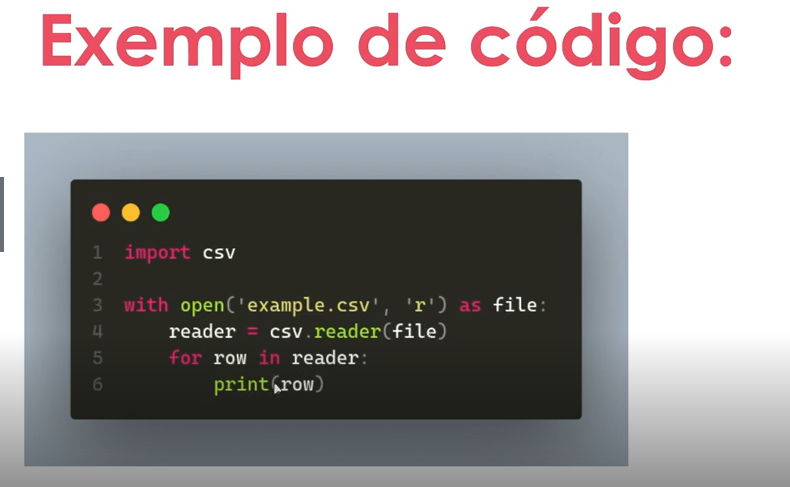 Exemplo de código:
1 import csv
2
3 with open('example.csv', 'r') as file:
4     reader = csv.reader(file)
5     for row in reader:
6         print(row)